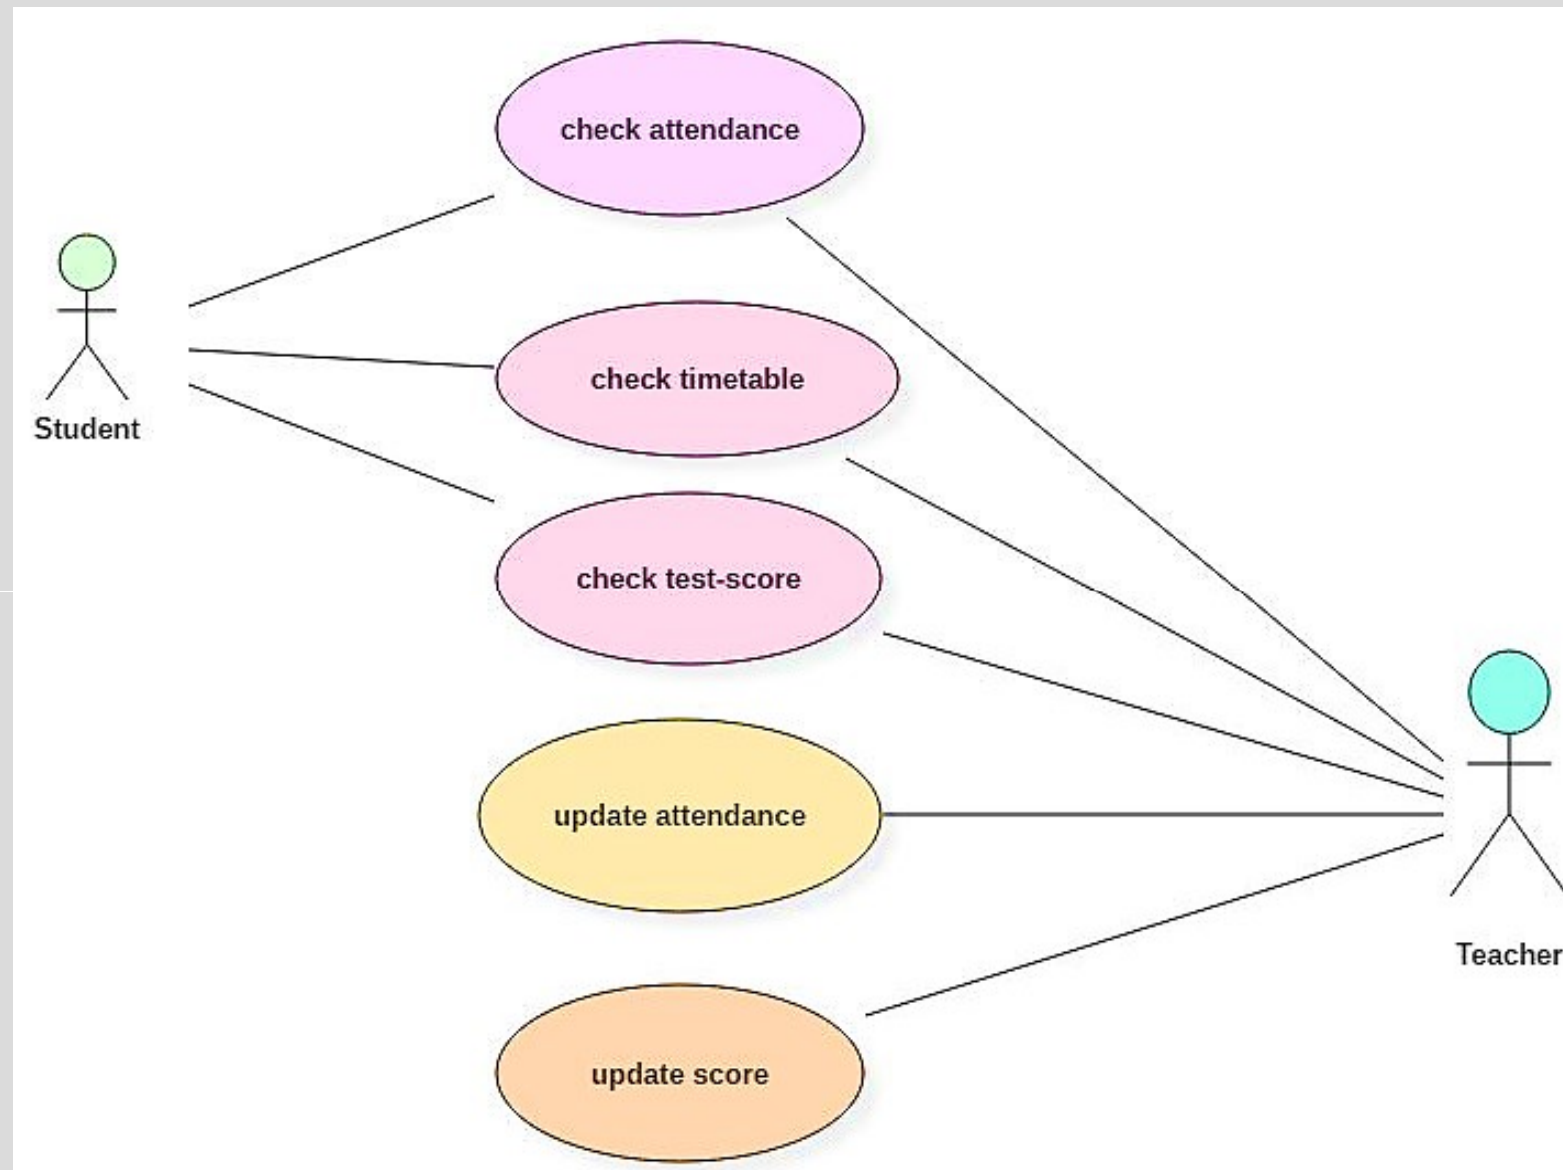 check attendance
check timetable
Student
check test-score
update attendance
Teacher
update score